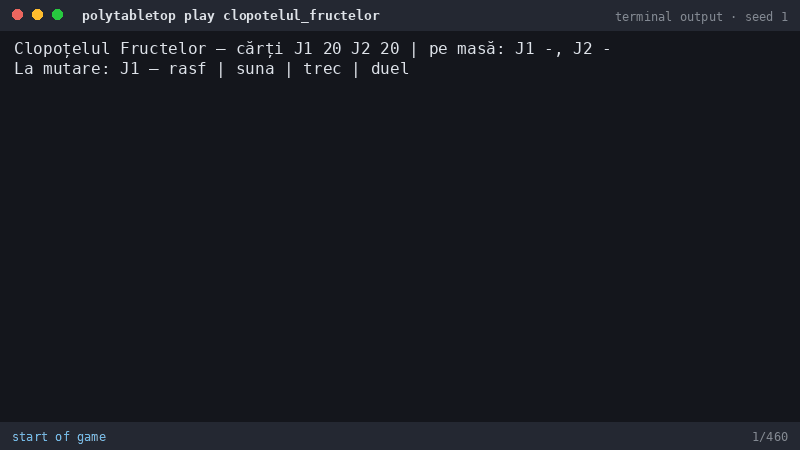 polytabletop play clopotelul_fructelor
terminal output · seed 1
Clopoțelul Fructelor — cărți J1 20 J2 20 | pe masă: J1 -, J2 -
La mutare: J1 — rasf | suna | trec | duel
start of game
1/460